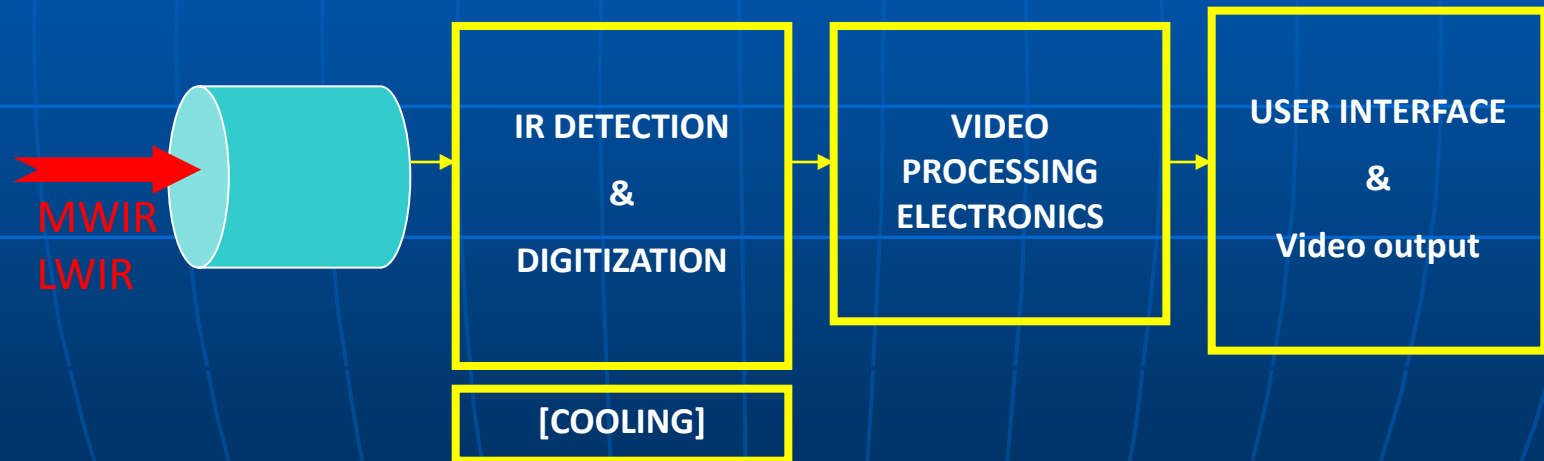 MWIR
LWIR
IR DETECTION
&
DIGITIZATION
[COOLING]
VIDEO
PROCESSING
ELECTRONICS
USER INTERFACE
&
Video output